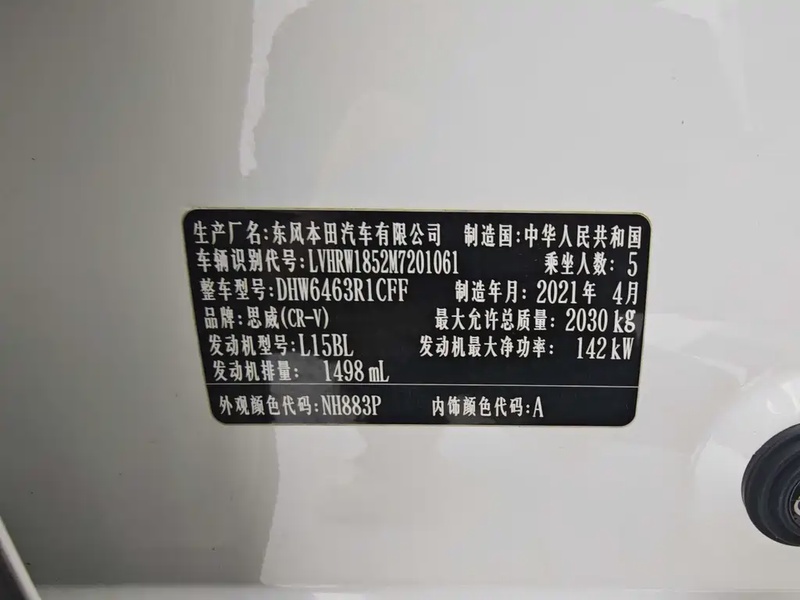 生产厂名:东风本田汽车有限公司 制造国:中华人民共和国
车辆识别代号:LVHRW1852M7201061 乘坐人数:5
整车型号:DHW6463R1CFF 制造年月:2021年 4月
品牌:思威(CR-V) 最大允许总质量:2030 kg
发动机型号:L15BL 发动机最大净功率: 142 kW
发动机排量: 1498 mL
外观颜色代码:NH883P 内饰颜色代码:A